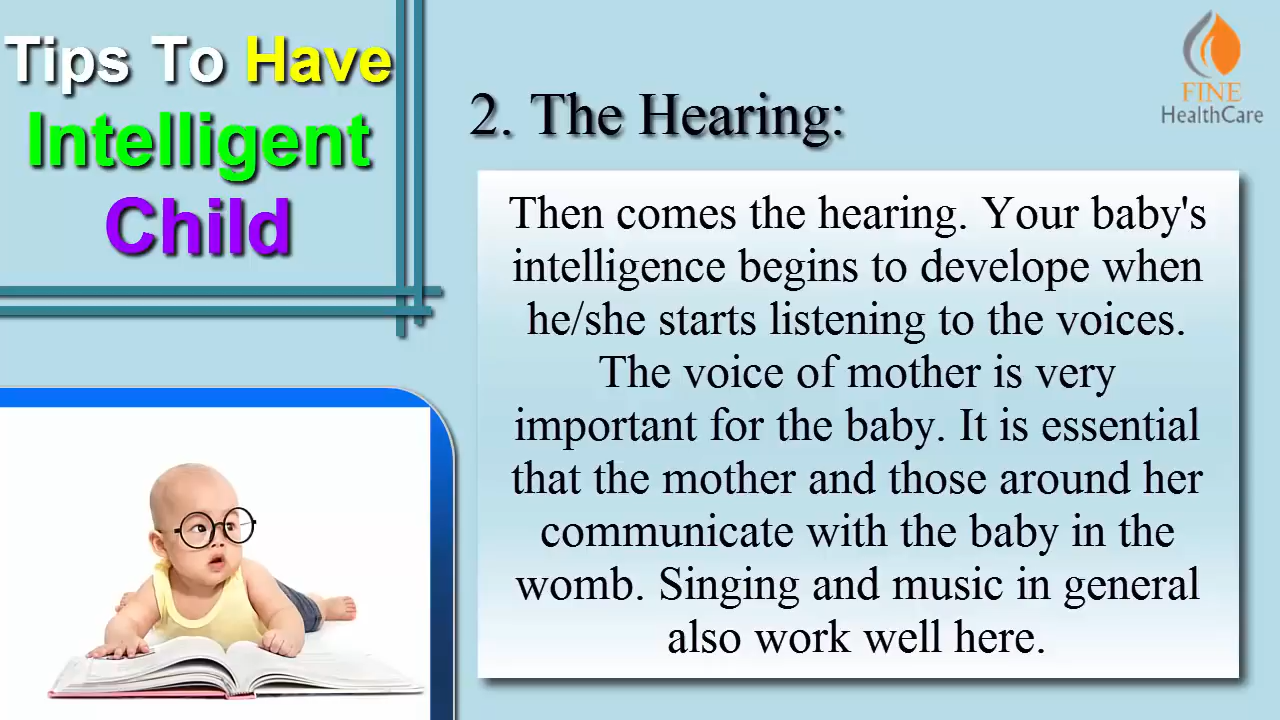 Tips To Have
Intelligent
Child
FINE
HealthCare
2. The Hearing:
Then comes the hearing. Your baby's
intelligence begins to develope when
he/she starts listening to the voices.
The voice of mother is very
important for the baby. It is essential
that the mother and those around her
communicate with the baby in the
womb. Singing and music in general
also work well here.